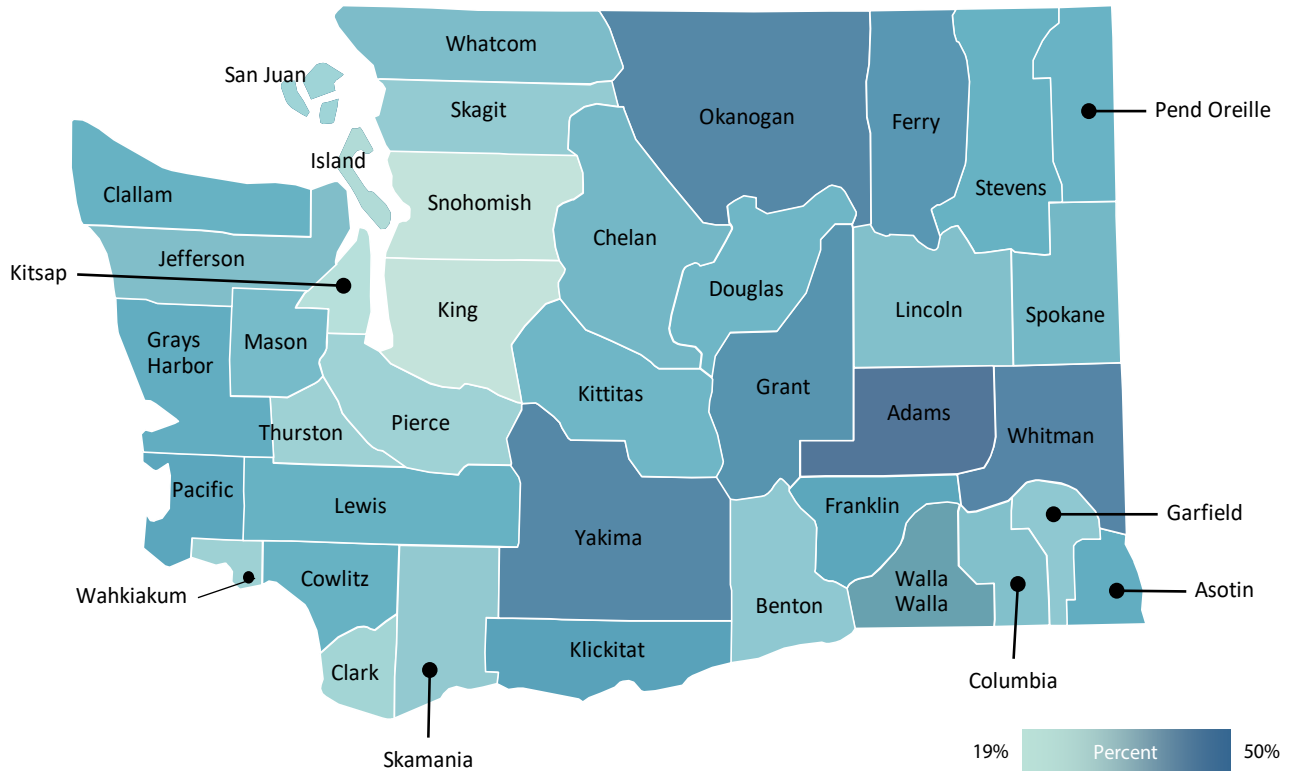 Whatcom
San Juan
Skagit
Okanogan
Ferry
Pend Oreille
Island
Clallam
Snohomish
Stevens
Chelan
Jefferson
Kitsap
Douglas
King
Lincoln
Spokane
Grays
Harbor
Mason
Kittitas
Grant
Adams
Thurston
Pierce
Whitman
Pacific
Lewis
Franklin
Garfield
Yakima
Wahkiakum
Cowlitz
Walla
Walla
Benton
Asotin
Klickitat
Clark
Columbia
Skamania
19% Percent 50%